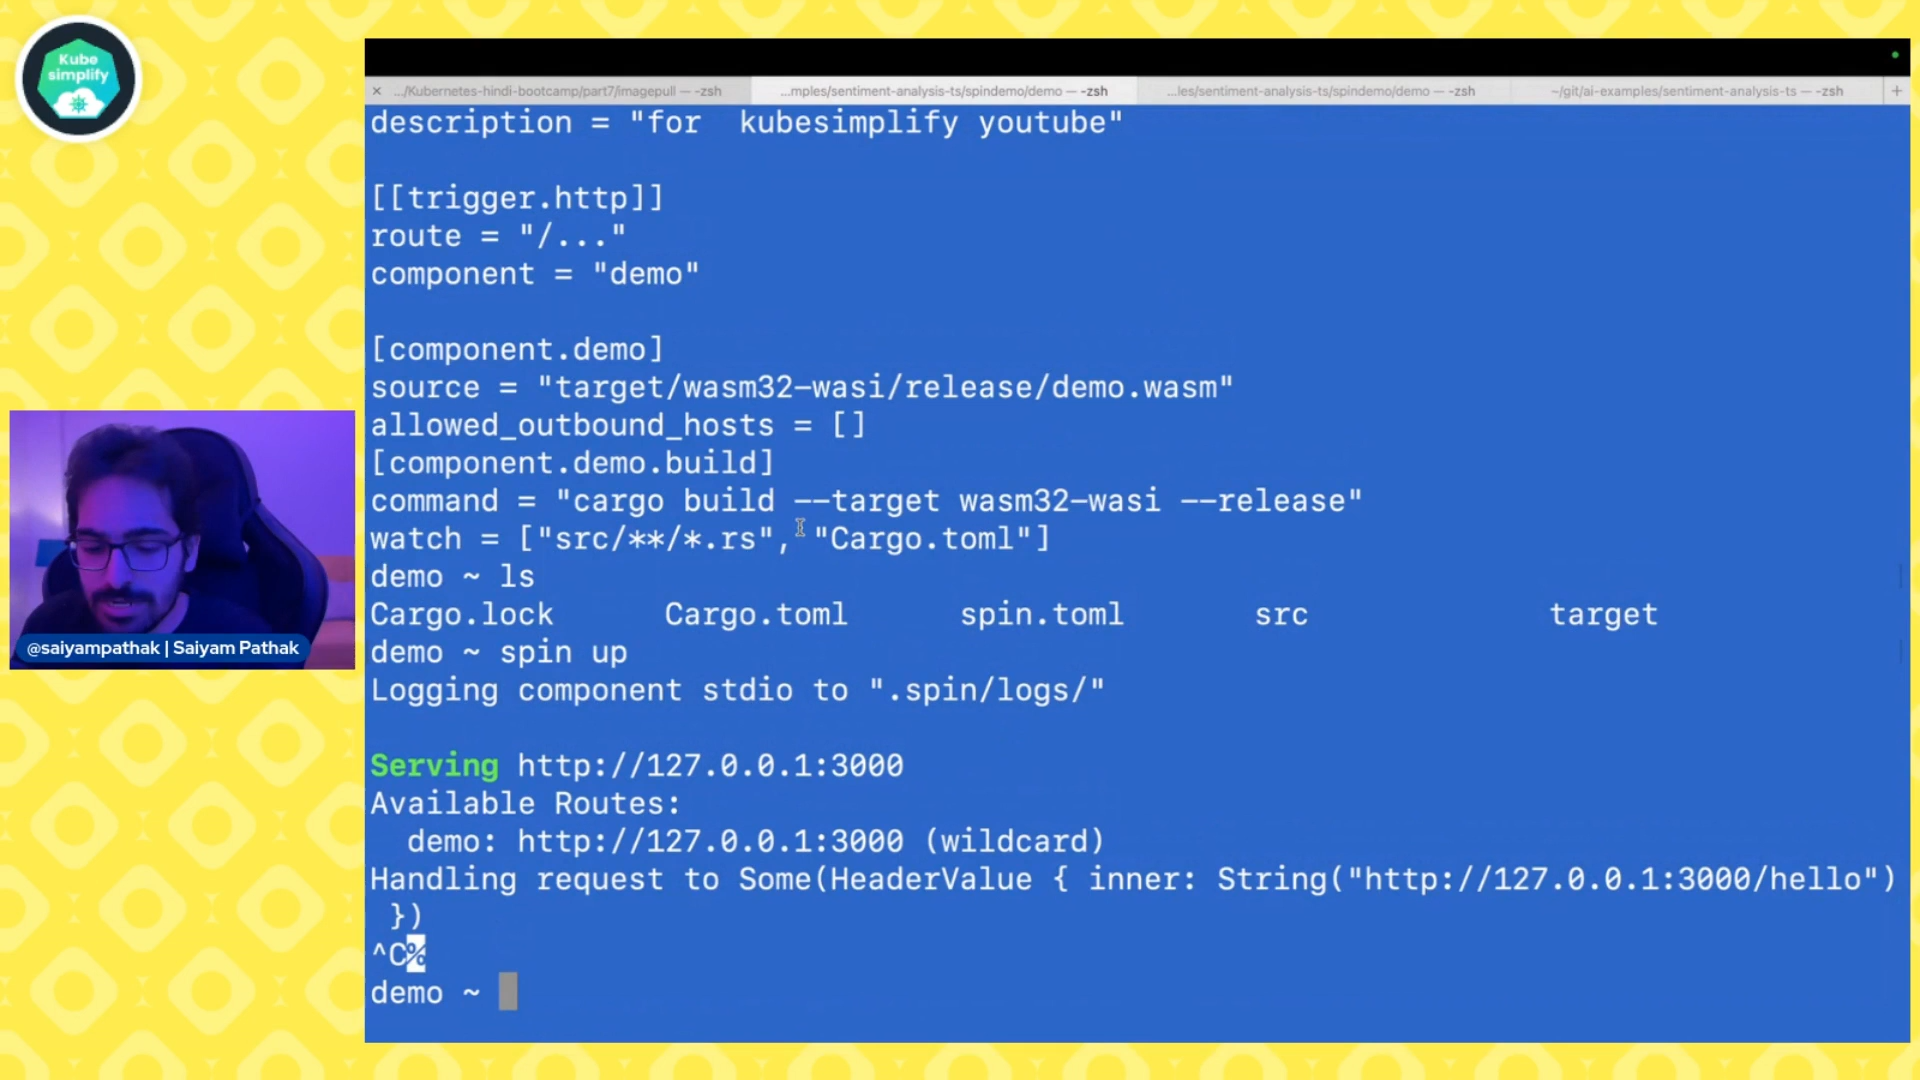 Kube
simplify
.../Kubernetes-hindi-bootcamp/part7/imagepull — -zsh
...mples/sentiment-analysis-ts/spindemo/demo — -zsh
...les/sentiment-analysis-ts/spindemo/demo — -zsh
~/git/ai-examples/sentiment-analysis-ts — -zsh
description = "for  kubesimplify youtube"
[[trigger.http]]
route = "/..."
component = "demo"
[component.demo]
source = "target/wasm32-wasi/release/demo.wasm"
allowed_outbound_hosts = []
[component.demo.build]
command = "cargo build --target wasm32-wasi --release"
watch = ["src/**/*.rs", "Cargo.toml"]
demo ~ ls
Cargo.lock Cargo.toml spin.toml src target
demo ~ spin up
Logging component stdio to ".spin/logs/"
Serving http://127.0.0.1:3000
Available Routes:
  demo: http://127.0.0.1:3000 (wildcard)
Handling request to Some(HeaderValue { inner: String("http://127.0.0.1:3000/hello")
 })
^C%
demo ~
@saiyampathak | Saiyam Pathak